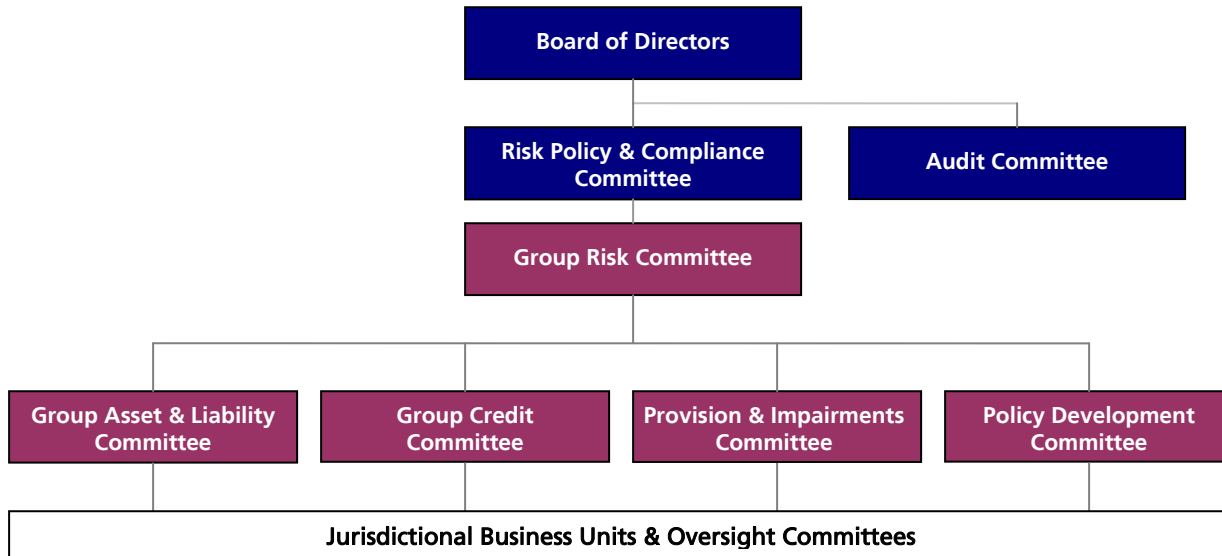 Board of Directors
Risk Policy & Compliance
Committee
Audit Committee
Group Risk Committee
Group Asset & Liability
Committee
Group Credit
Committee
Provision & Impairments
Committee
Policy Development
Committee
Jurisdictional Business Units & Oversight Committees